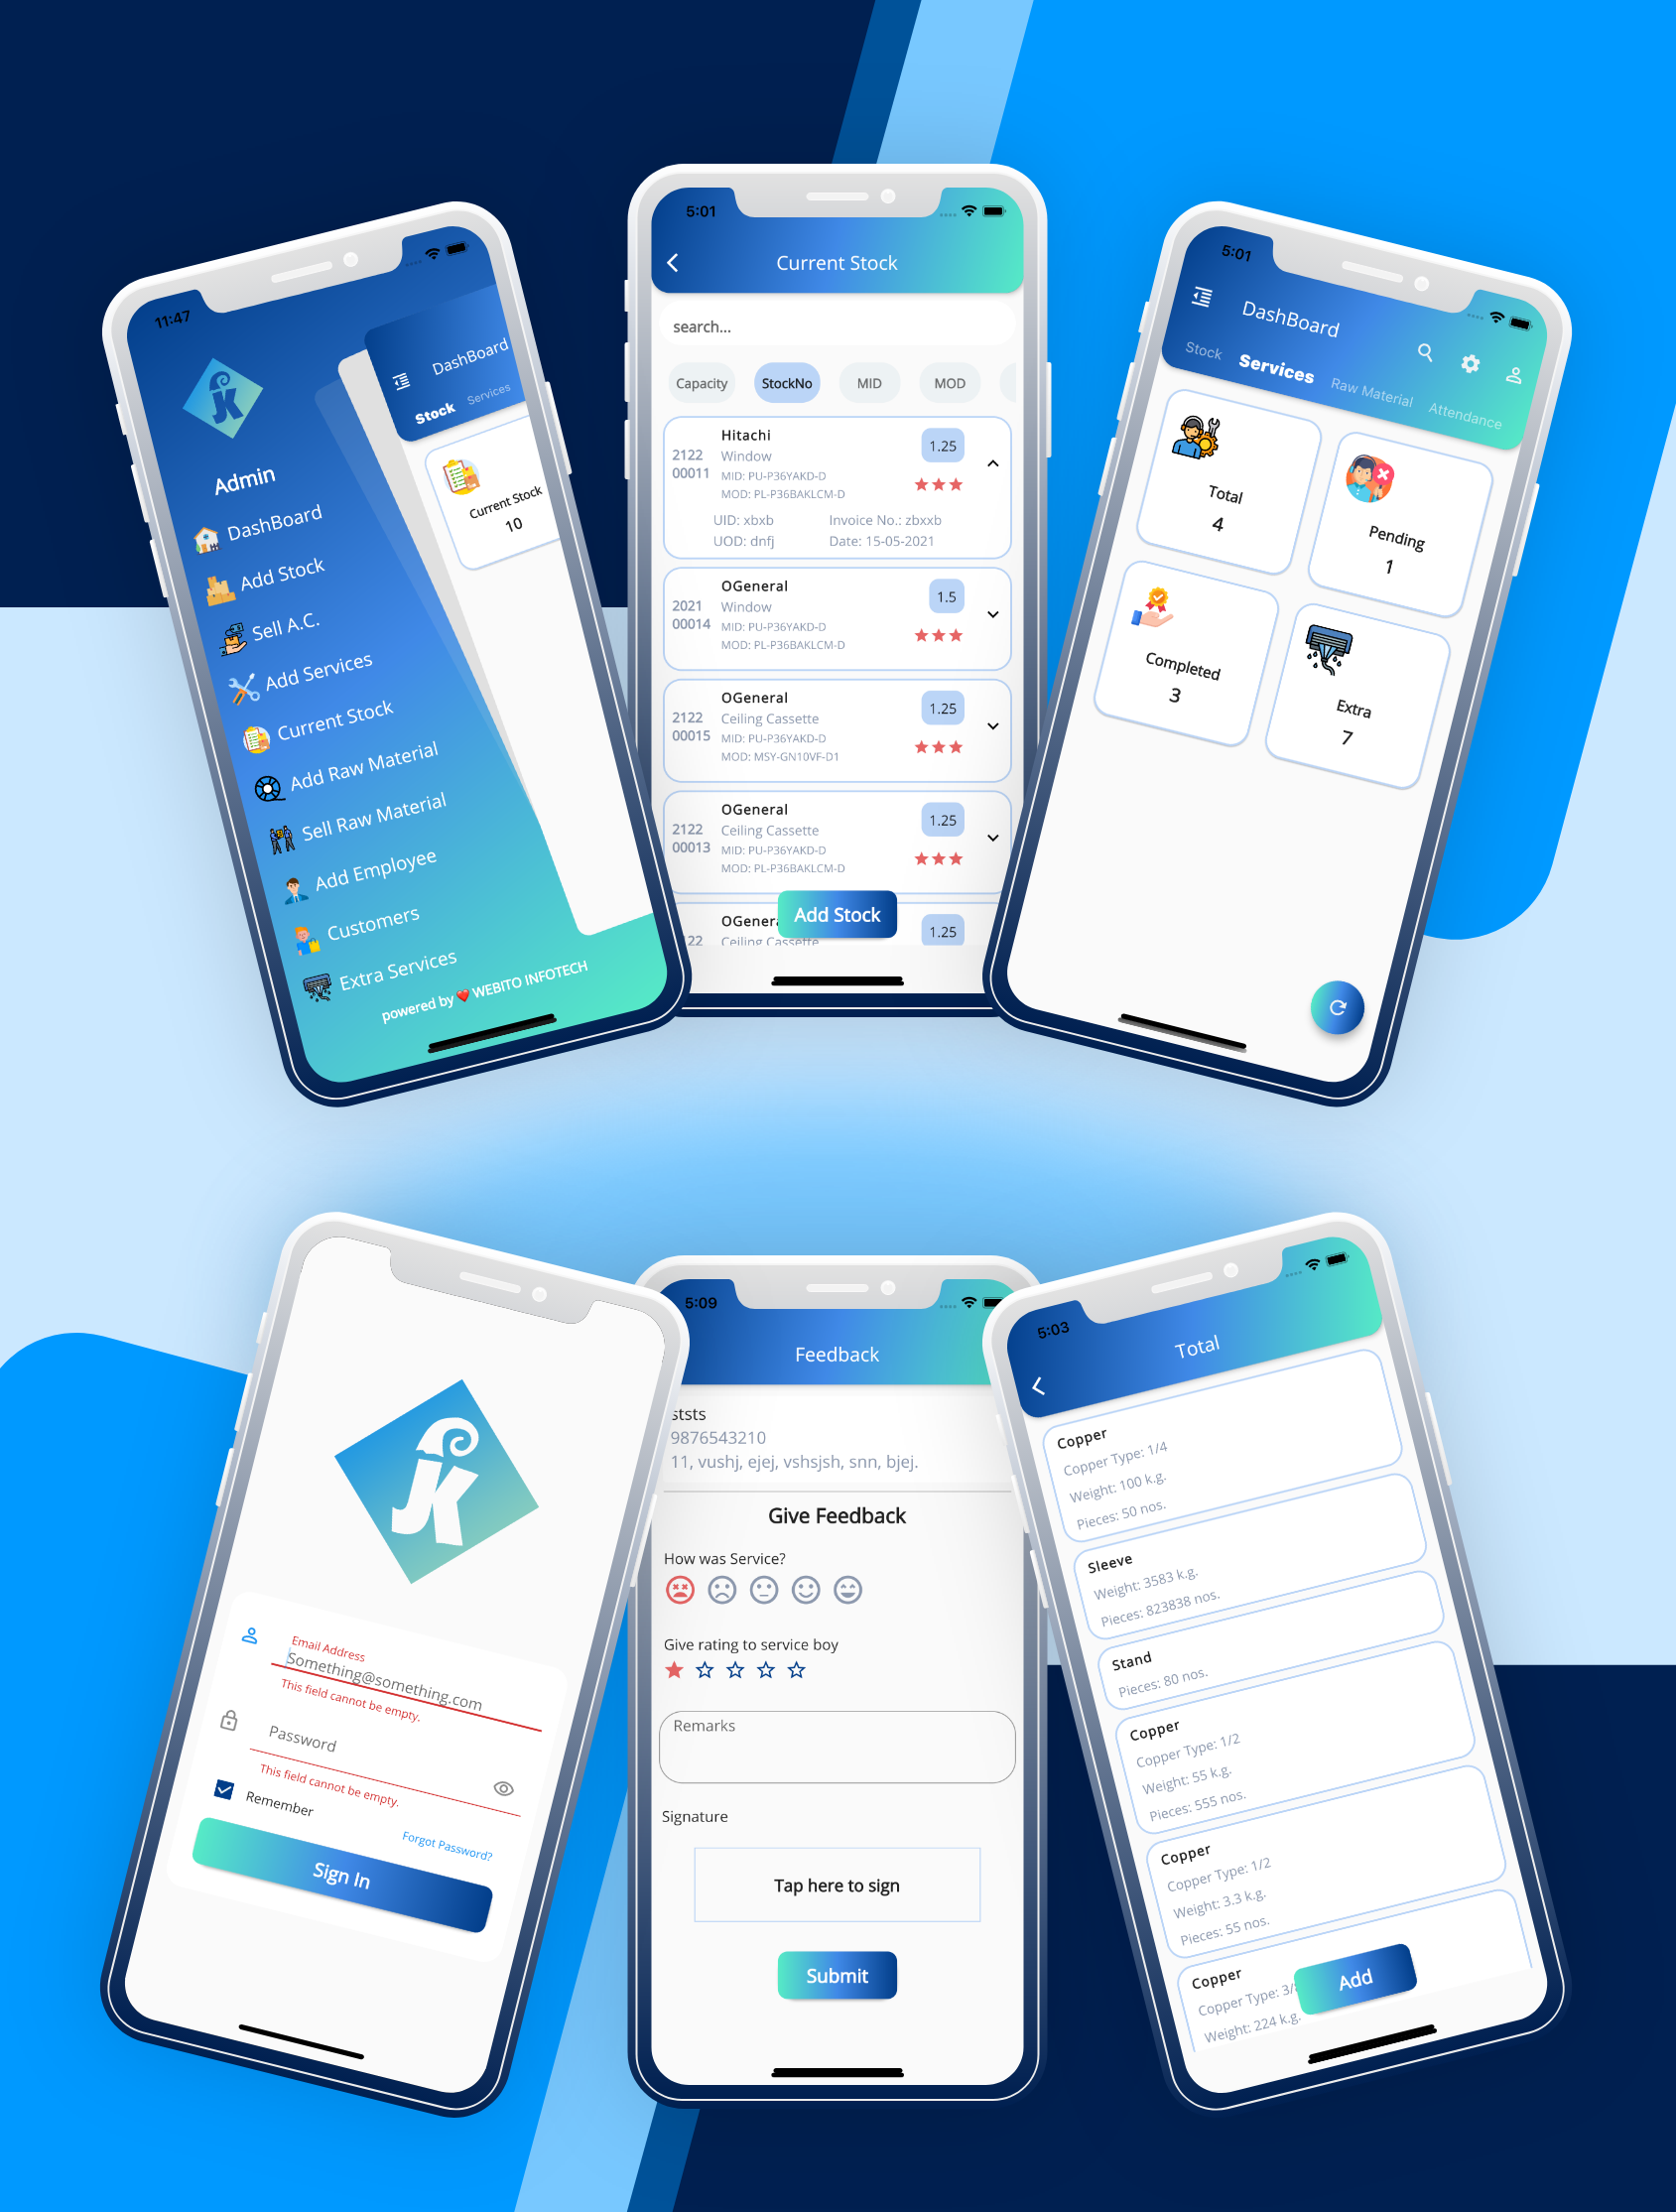 11:47
Admin
DashBoard
Add Stock
Sell A.C.
Add Services
Current Stock
Add Raw Material
Sell Raw Material
Add Employee
Customers
Extra Services
powered by ❤️ WEBITO INFOTECH
DashBoard
Stock Services
Current Stock
10
5:01
Current Stock
search...
Capacity StockNo MID MOD
2122
00011
Hitachi
Window
MID: PU-P36YAKD-D
MOD: PL-P36BAKLCM-D
1.25
UID: xbxb Invoice No.: zbxxb
UOD: dnfj Date: 15-05-2021
2021
00014
OGeneral
Window
MID: PU-P36YAKD-D
MOD: PL-P36BAKLCM-D
1.5
2122
00015
OGeneral
Ceiling Cassette
MID: PU-P36YAKD-D
MOD: MSY-GN10VF-D1
1.25
2122
00013
OGeneral
Ceiling Cassette
MID: PU-P36YAKD-D
MOD: PL-P36BAKLCM-D
1.25
22
OGenera
Ceiling Cassette
1.25
Add Stock
5:01
DashBoard
Stock Services Raw Material Attendance
Total
4
Pending
1
Completed
3
Extra
7
JK
Email Address
Something@something.com
This field cannot be empty.
Password
This field cannot be empty.
Remember
Forgot Password?
Sign In
5:09
Feedback
ststs
9876543210
11, vushj, ejej, vshsjsh, snn, bjej.
Give Feedback
How was Service?
Give rating to service boy
Remarks
Signature
Tap here to sign
Submit
5:03
Total
Copper
Copper Type: 1/4
Weight: 100 k.g.
Pieces: 50 nos.
Sleeve
Weight: 3583 k.g.
Pieces: 823838 nos.
Stand
Pieces: 80 nos.
Copper
Copper Type: 1/2
Weight: 55 k.g.
Pieces: 555 nos.
Copper
Copper Type: 1/2
Weight: 3.3 k.g.
Pieces: 55 nos.
Copper
Copper Type: 3/
Weight: 224 k.g.
Add